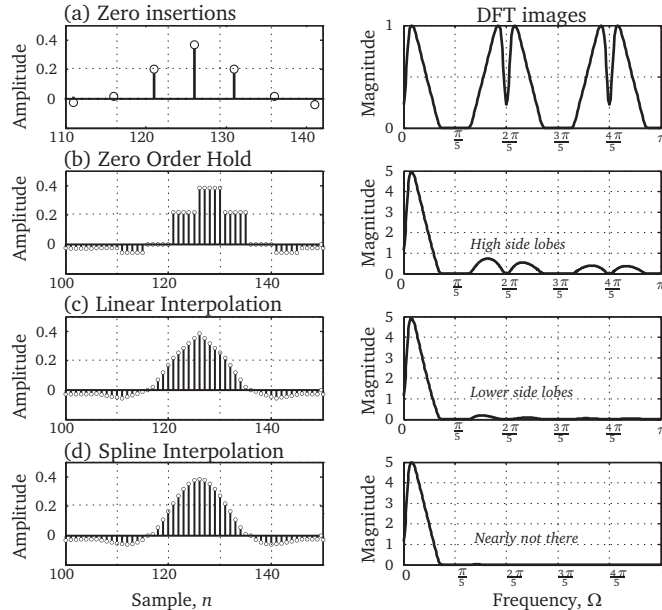 (a) Zero insertions
DFT images
Amplitude
0.4
0.2
0
110 120 130 140
Magnitude
1
0.5
0
0 π/5 2π/5 3π/5 4π/5 π
(b) Zero Order Hold
Amplitude
0.4
0.2
0
100 120 140
Magnitude
5
4
3
2
1
0
High side lobes
0 π/5 2π/5 3π/5 4π/5 π
(c) Linear Interpolation
Amplitude
0.4
0.2
0
100 120 140
Magnitude
5
4
3
2
1
0
Lower side lobes
0 π/5 2π/5 3π/5 4π/5 π
(d) Spline Interpolation
Amplitude
0.4
0.2
0
100 120 140
Sample, n
Magnitude
5
4
3
2
1
0
Nearly not there
0 π/5 2π/5 3π/5 4π/5
Frequency, Ω